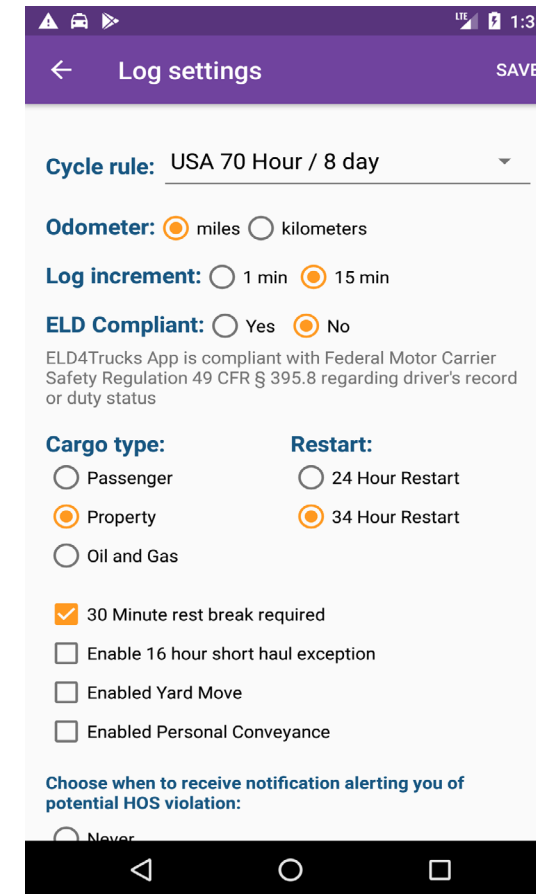 LTE 1:3
Log settings SAVE
Cycle rule: USA 70 Hour / 8 day
Odometer: miles kilometers
Log increment: 1 min 15 min
ELD Compliant: Yes No
ELD4Trucks App is compliant with Federal Motor Carrier
Safety Regulation 49 CFR § 395.8 regarding driver's record
or duty status
Cargo type: Restart:
Passenger 24 Hour Restart
Property 34 Hour Restart
Oil and Gas
30 Minute rest break required
Enable 16 hour short haul exception
Enabled Yard Move
Enabled Personal Conveyance
Choose when to receive notification alerting you of
potential HOS violation:
Never